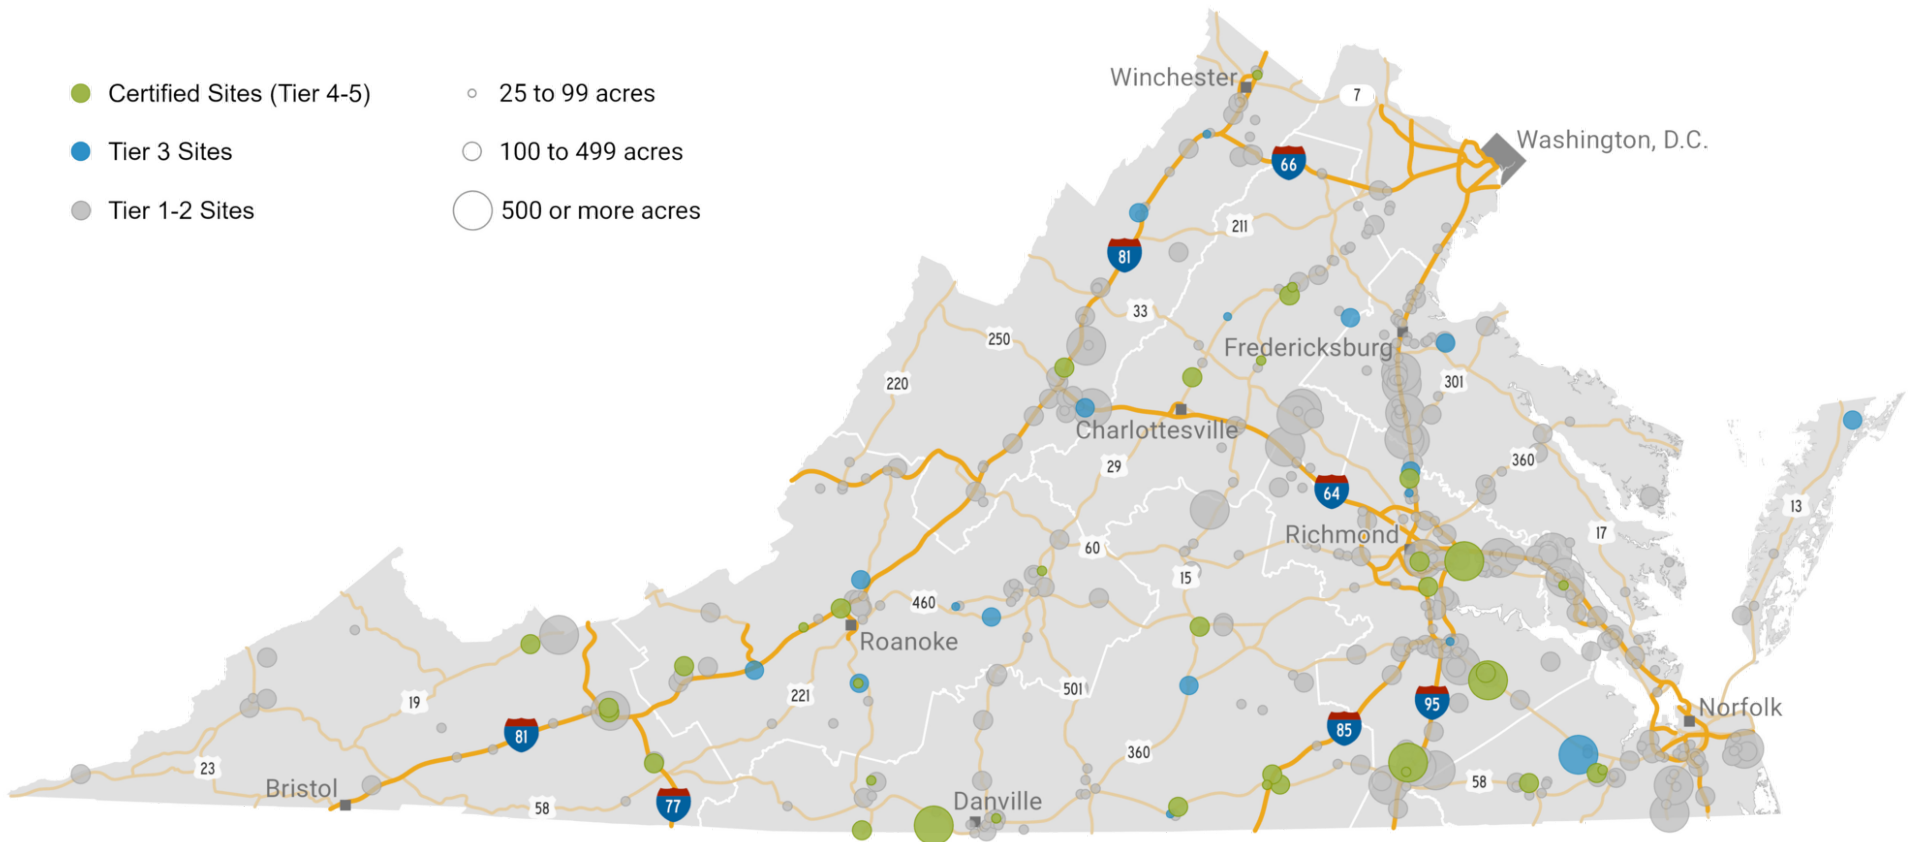 Certified Sites (Tier 4-5)
25 to 99 acres
Tier 3 Sites
100 to 499 acres
Tier 1-2 Sites
500 or more acres
Winchester
7
Washington, D.C.
66
211
81
33
250
Fredericksburg
220
301
Charlottesville
29
360
64
13
Richmond
17
60
15
460
Roanoke
501
221
19
95
Norfolk
85
81
360
23
58
Bristol
58
77
Danville